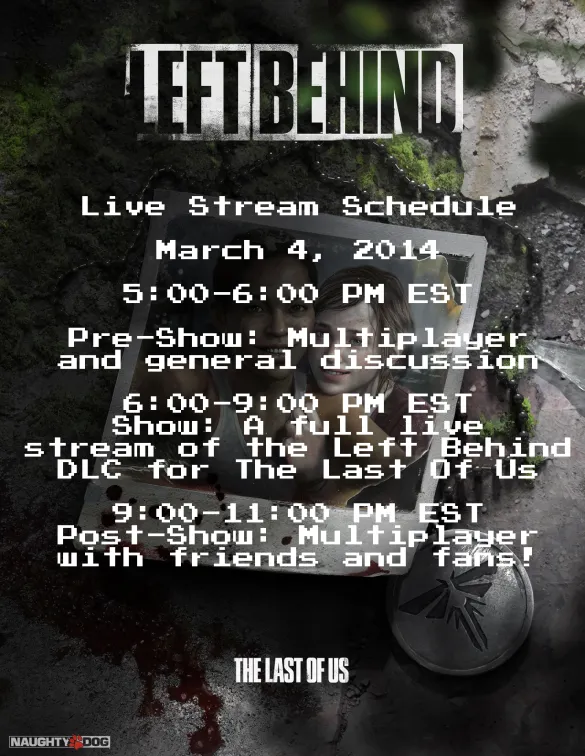 LEFT BEHIND
Live Stream Schedule
March 4, 2014
5:00-6:00 PM EST
Pre-Show: Multiplayer
and general discussion
6:00-9:00 PM EST
Show: A full live
stream of the Left Behind
DLC for The Last Of Us
9:00-11:00 PM EST
Post-Show: Multiplayer
with friends and fans!
THE LAST OF US
NAUGHTY DOG